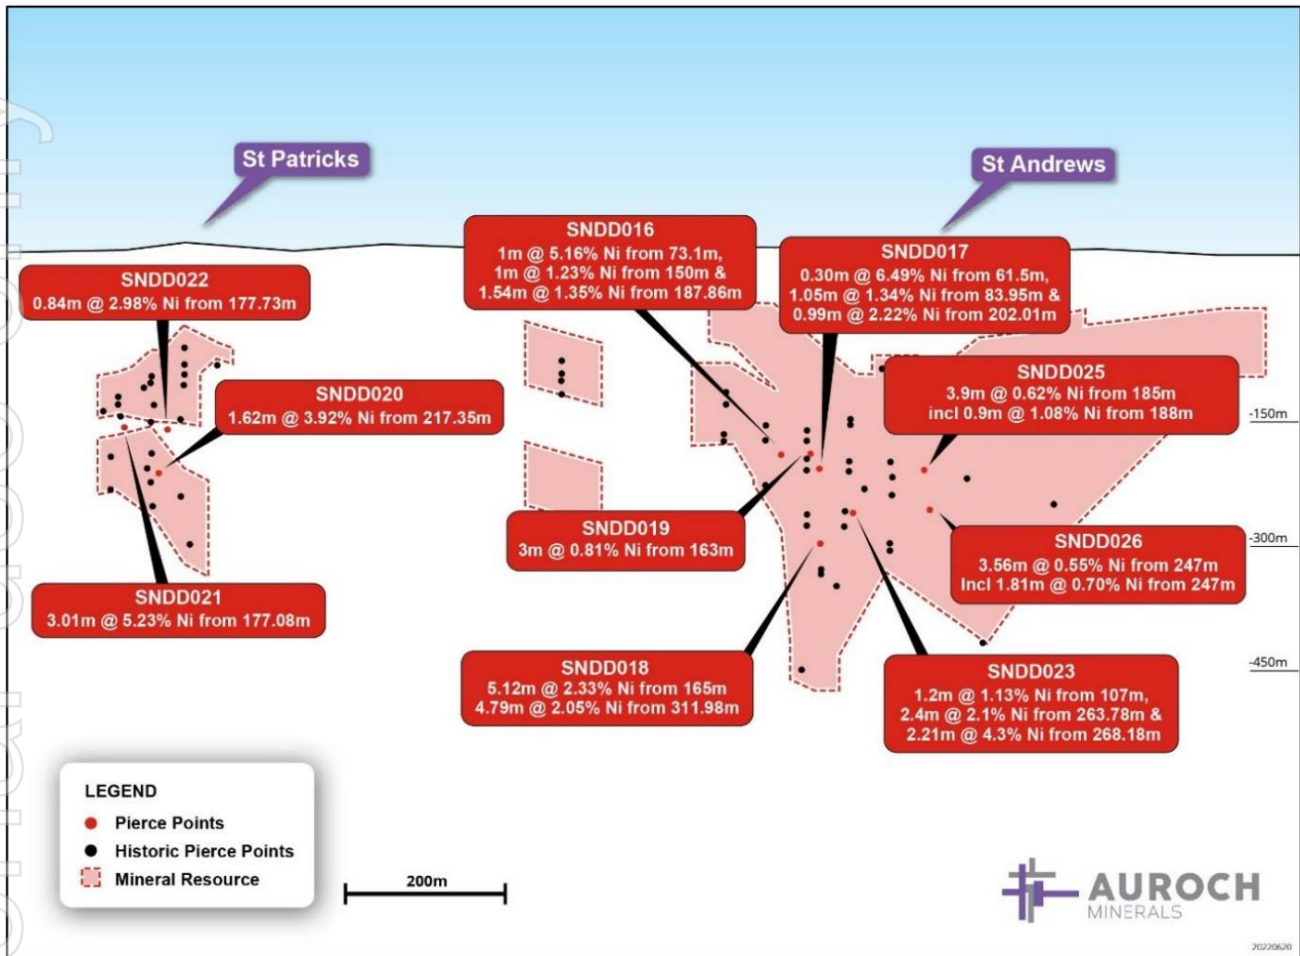 St Patricks
St Andrews
SNDD016
1m @ 5.16% Ni from 73.1m,
1m @ 1.23% Ni from 150m &
1.54m @ 1.35% Ni from 187.86m
SNDD017
0.30m @ 6.49% Ni from 61.5m,
1.05m @ 1.34% Ni from 83.95m &
0.99m @ 2.22% Ni from 202.01m
SNDD022
0.84m @ 2.98% Ni from 177.73m
SNDD020
1.62m @ 3.92% Ni from 217.35m
SNDD025
3.9m @ 0.62% Ni from 185m
incl 0.9m @ 1.08% Ni from 188m
-150m
SNDD019
3m @ 0.81% Ni from 163m
-300m
SNDD026
3.56m @ 0.55% Ni from 247m
Incl 1.81m @ 0.70% Ni from 247m
SNDD021
3.01m @ 5.23% Ni from 177.08m
SNDD018
5.12m @ 2.33% Ni from 165m
4.79m @ 2.05% Ni from 311.98m
SNDD023
1.2m @ 1.13% Ni from 107m,
2.4m @ 2.1% Ni from 263.78m &
2.21m @ 4.3% Ni from 268.18m
-450m
LEGEND
Pierce Points
Historic Pierce Points
Mineral Resource
200m
AUROCH
MINERALS
20220620